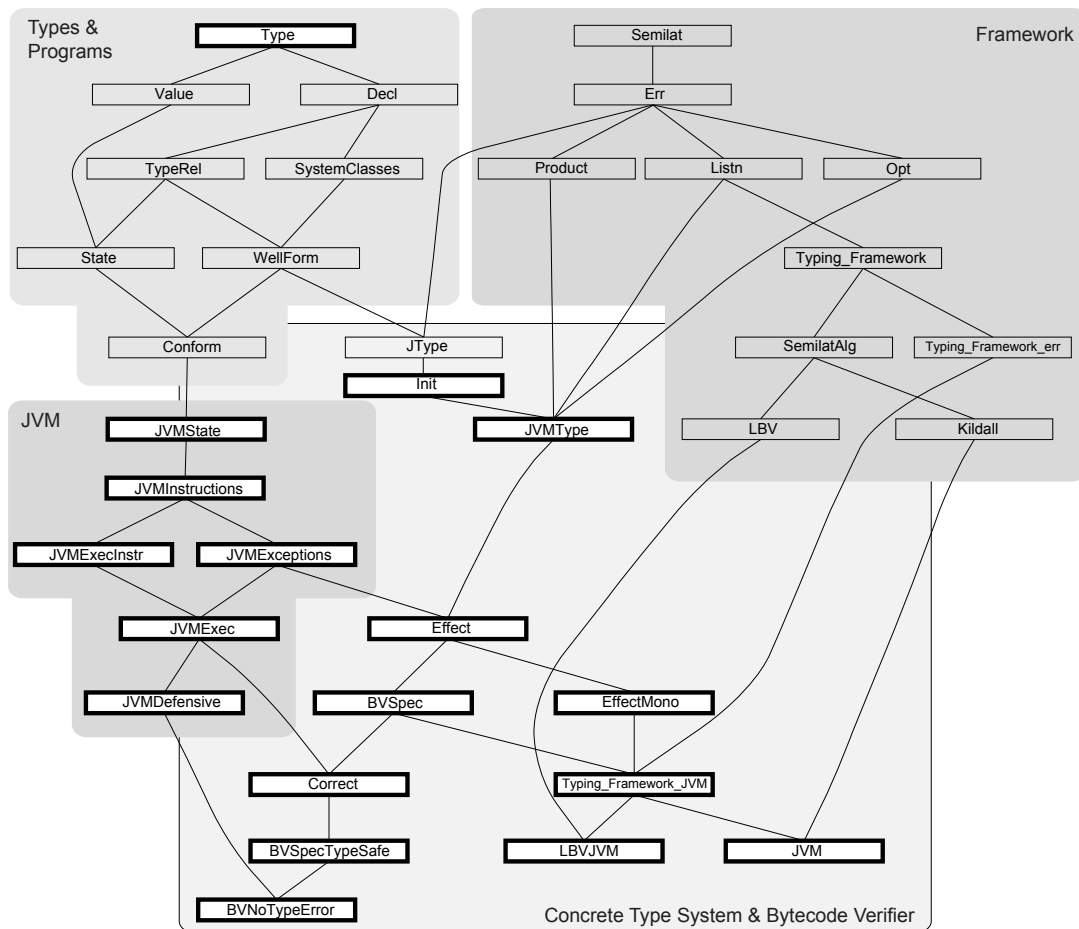 Types &
Programs
Type
Semilat
Framework
Value
Decl
Err
TypeRel
SystemClasses
Product
Listn
Opt
State
WellForm
Typing_Framework
Conform
JType
SemilatAlg
Typing_Framework_err
Init
JVM
JVMState
JVMType
LBV
Kildall
JVMInstructions
JVMExecInstr
JVMExceptions
JVMExec
Effect
JVMDefensive
BVSpec
EffectMono
Correct
Typing_Framework_JVM
BVSpecTypeSafe
LBVJVM
JVM
BVNoTypeError
Concrete Type System & Bytecode Verifier